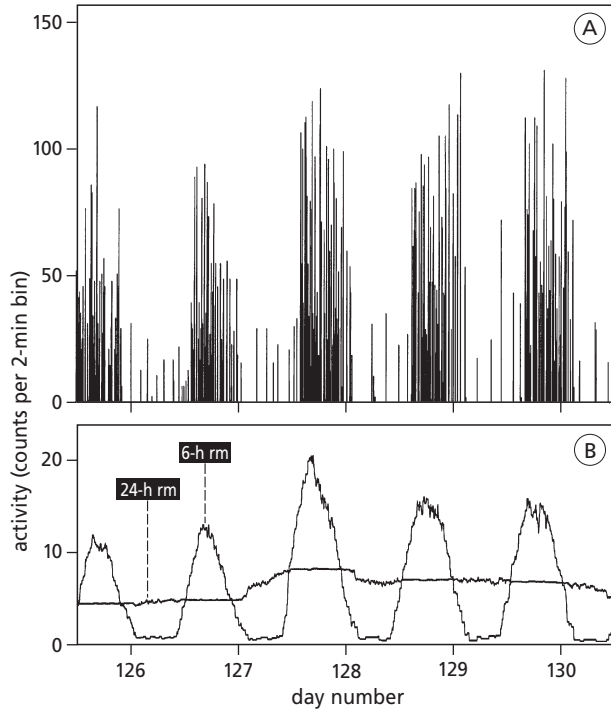 activity (counts per 2-min bin)
A
150
100
50
0
B
20
10
0
6-h rm
24-h rm
126 127 128 129 130
day number